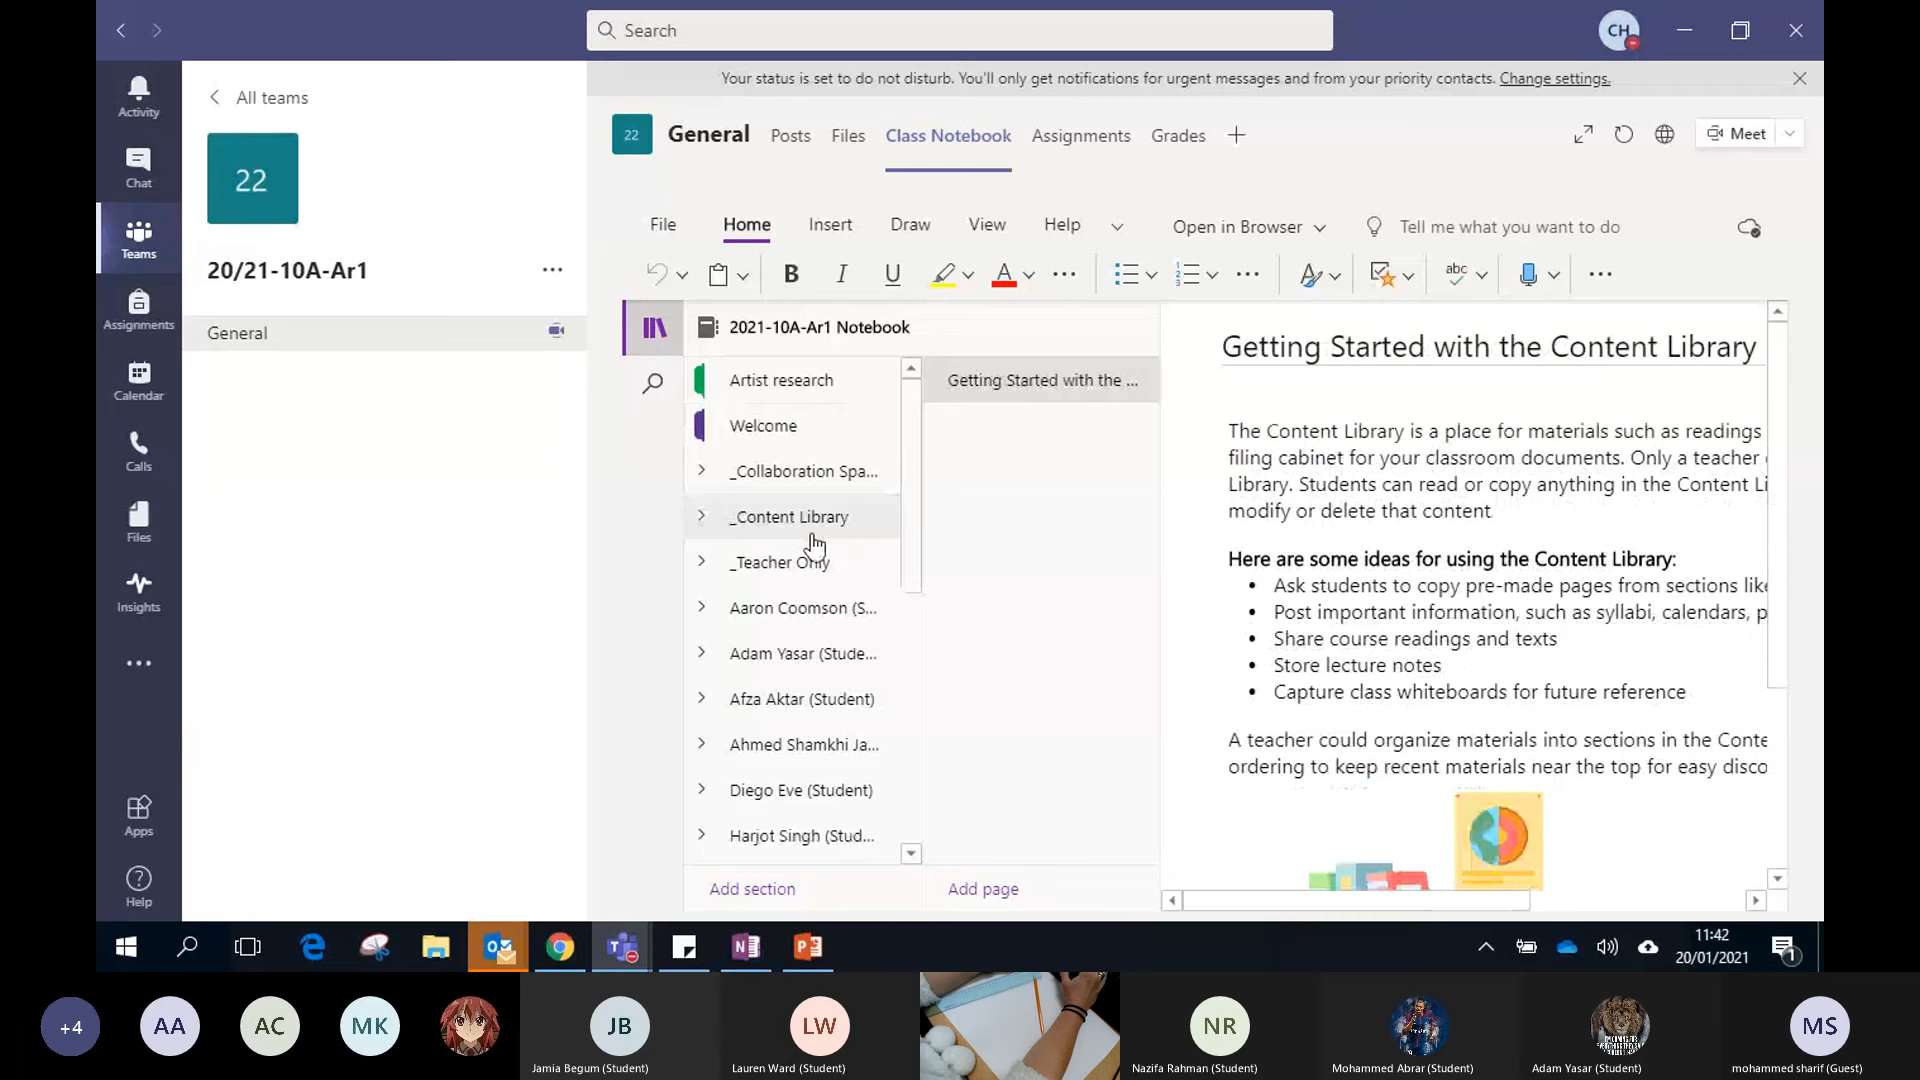 Search
CH
Your status is set to do not disturb. You'll only get notifications for urgent messages and from your priority contacts. Change settings.
Activity
Chat
Teams
Assignments
Calendar
Calls
Files
Insights
Apps
Help
All teams
22
20/21-10A-Ar1
General
22 General Posts Files Class Notebook Assignments Grades
Meet
File Home Insert Draw View Help Open in Browser Tell me what you want to do
B I U A abc
2021-10A-Ar1 Notebook
Artist research
Welcome
_Collaboration Spa...
_Content Library
_Teacher Only
Aaron Coomson (S...
Adam Yasar (Stude...
Afza Aktar (Student)
Ahmed Shamkhi Ja...
Diego Eve (Student)
Harjot Singh (Stud...
Add section
Getting Started with the ...
Add page
Getting Started with the Content Library
The Content Library is a place for materials such as readings
filing cabinet for your classroom documents. Only a teacher
Library. Students can read or copy anything in the Content Li
modify or delete that content
Here are some ideas for using the Content Library:
• Ask students to copy pre-made pages from sections like
• Post important information, such as syllabi, calendars, p
• Share course readings and texts
• Store lecture notes
• Capture class whiteboards for future reference
A teacher could organize materials into sections in the Conte
ordering to keep recent materials near the top for easy disco
11:42
20/01/2021
1
+4
AA
AC
MK
JB
Jamia Begum (Student)
LW
Lauren Ward (Student)
NR
Nazifa Rahman (Student)
Mohammed Abrar (Student)
Adam Yasar (Student)
MS
mohammed sharif (Guest)